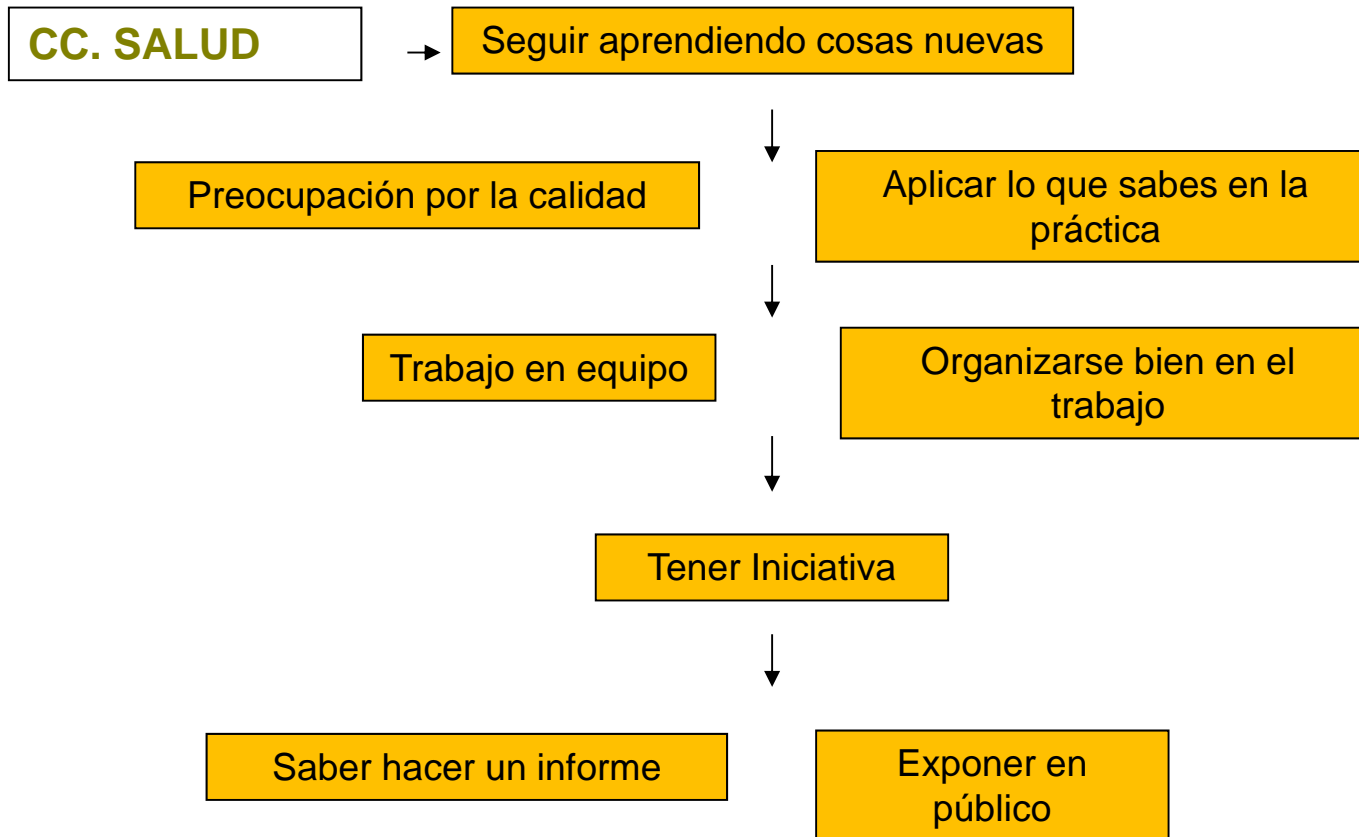 CC. SALUD
Seguir aprendiendo cosas nuevas
Preocupación por la calidad
Aplicar lo que sabes en la
práctica
Trabajo en equipo
Organizarse bien en el
trabajo
Tener Iniciativa
Saber hacer un informe
Exponer en
público